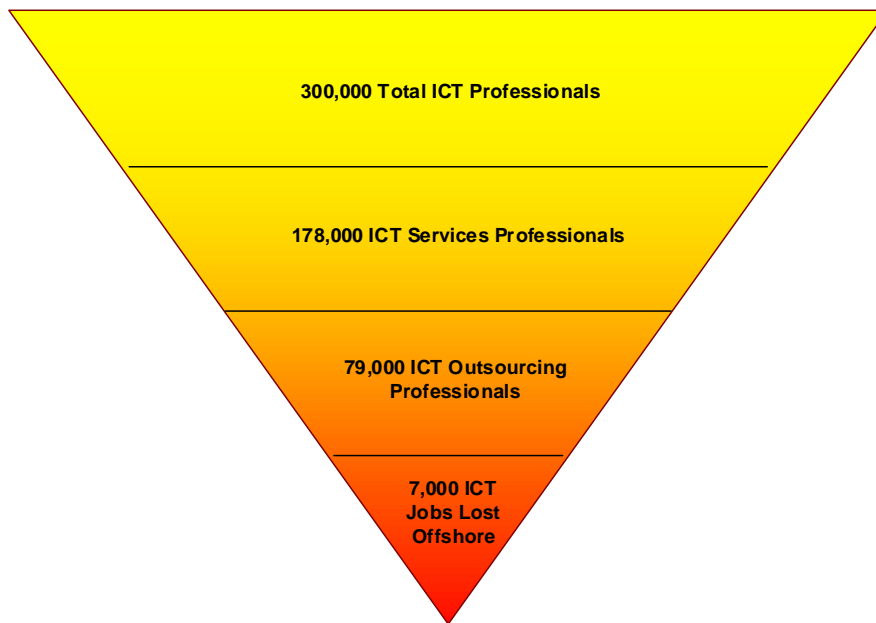 300,000 Total ICT Professionals
178,000 ICT Services Professionals
79,000 ICT Outsourcing
Professionals
7,000 ICT
Jobs Lost
Offshore